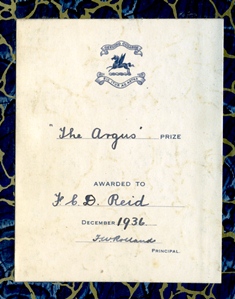 "The Argus" PRIZE
AWARDED TO
F C D. Reid
DECEMBER 1936
F.W. Rolland
PRINCIPAL